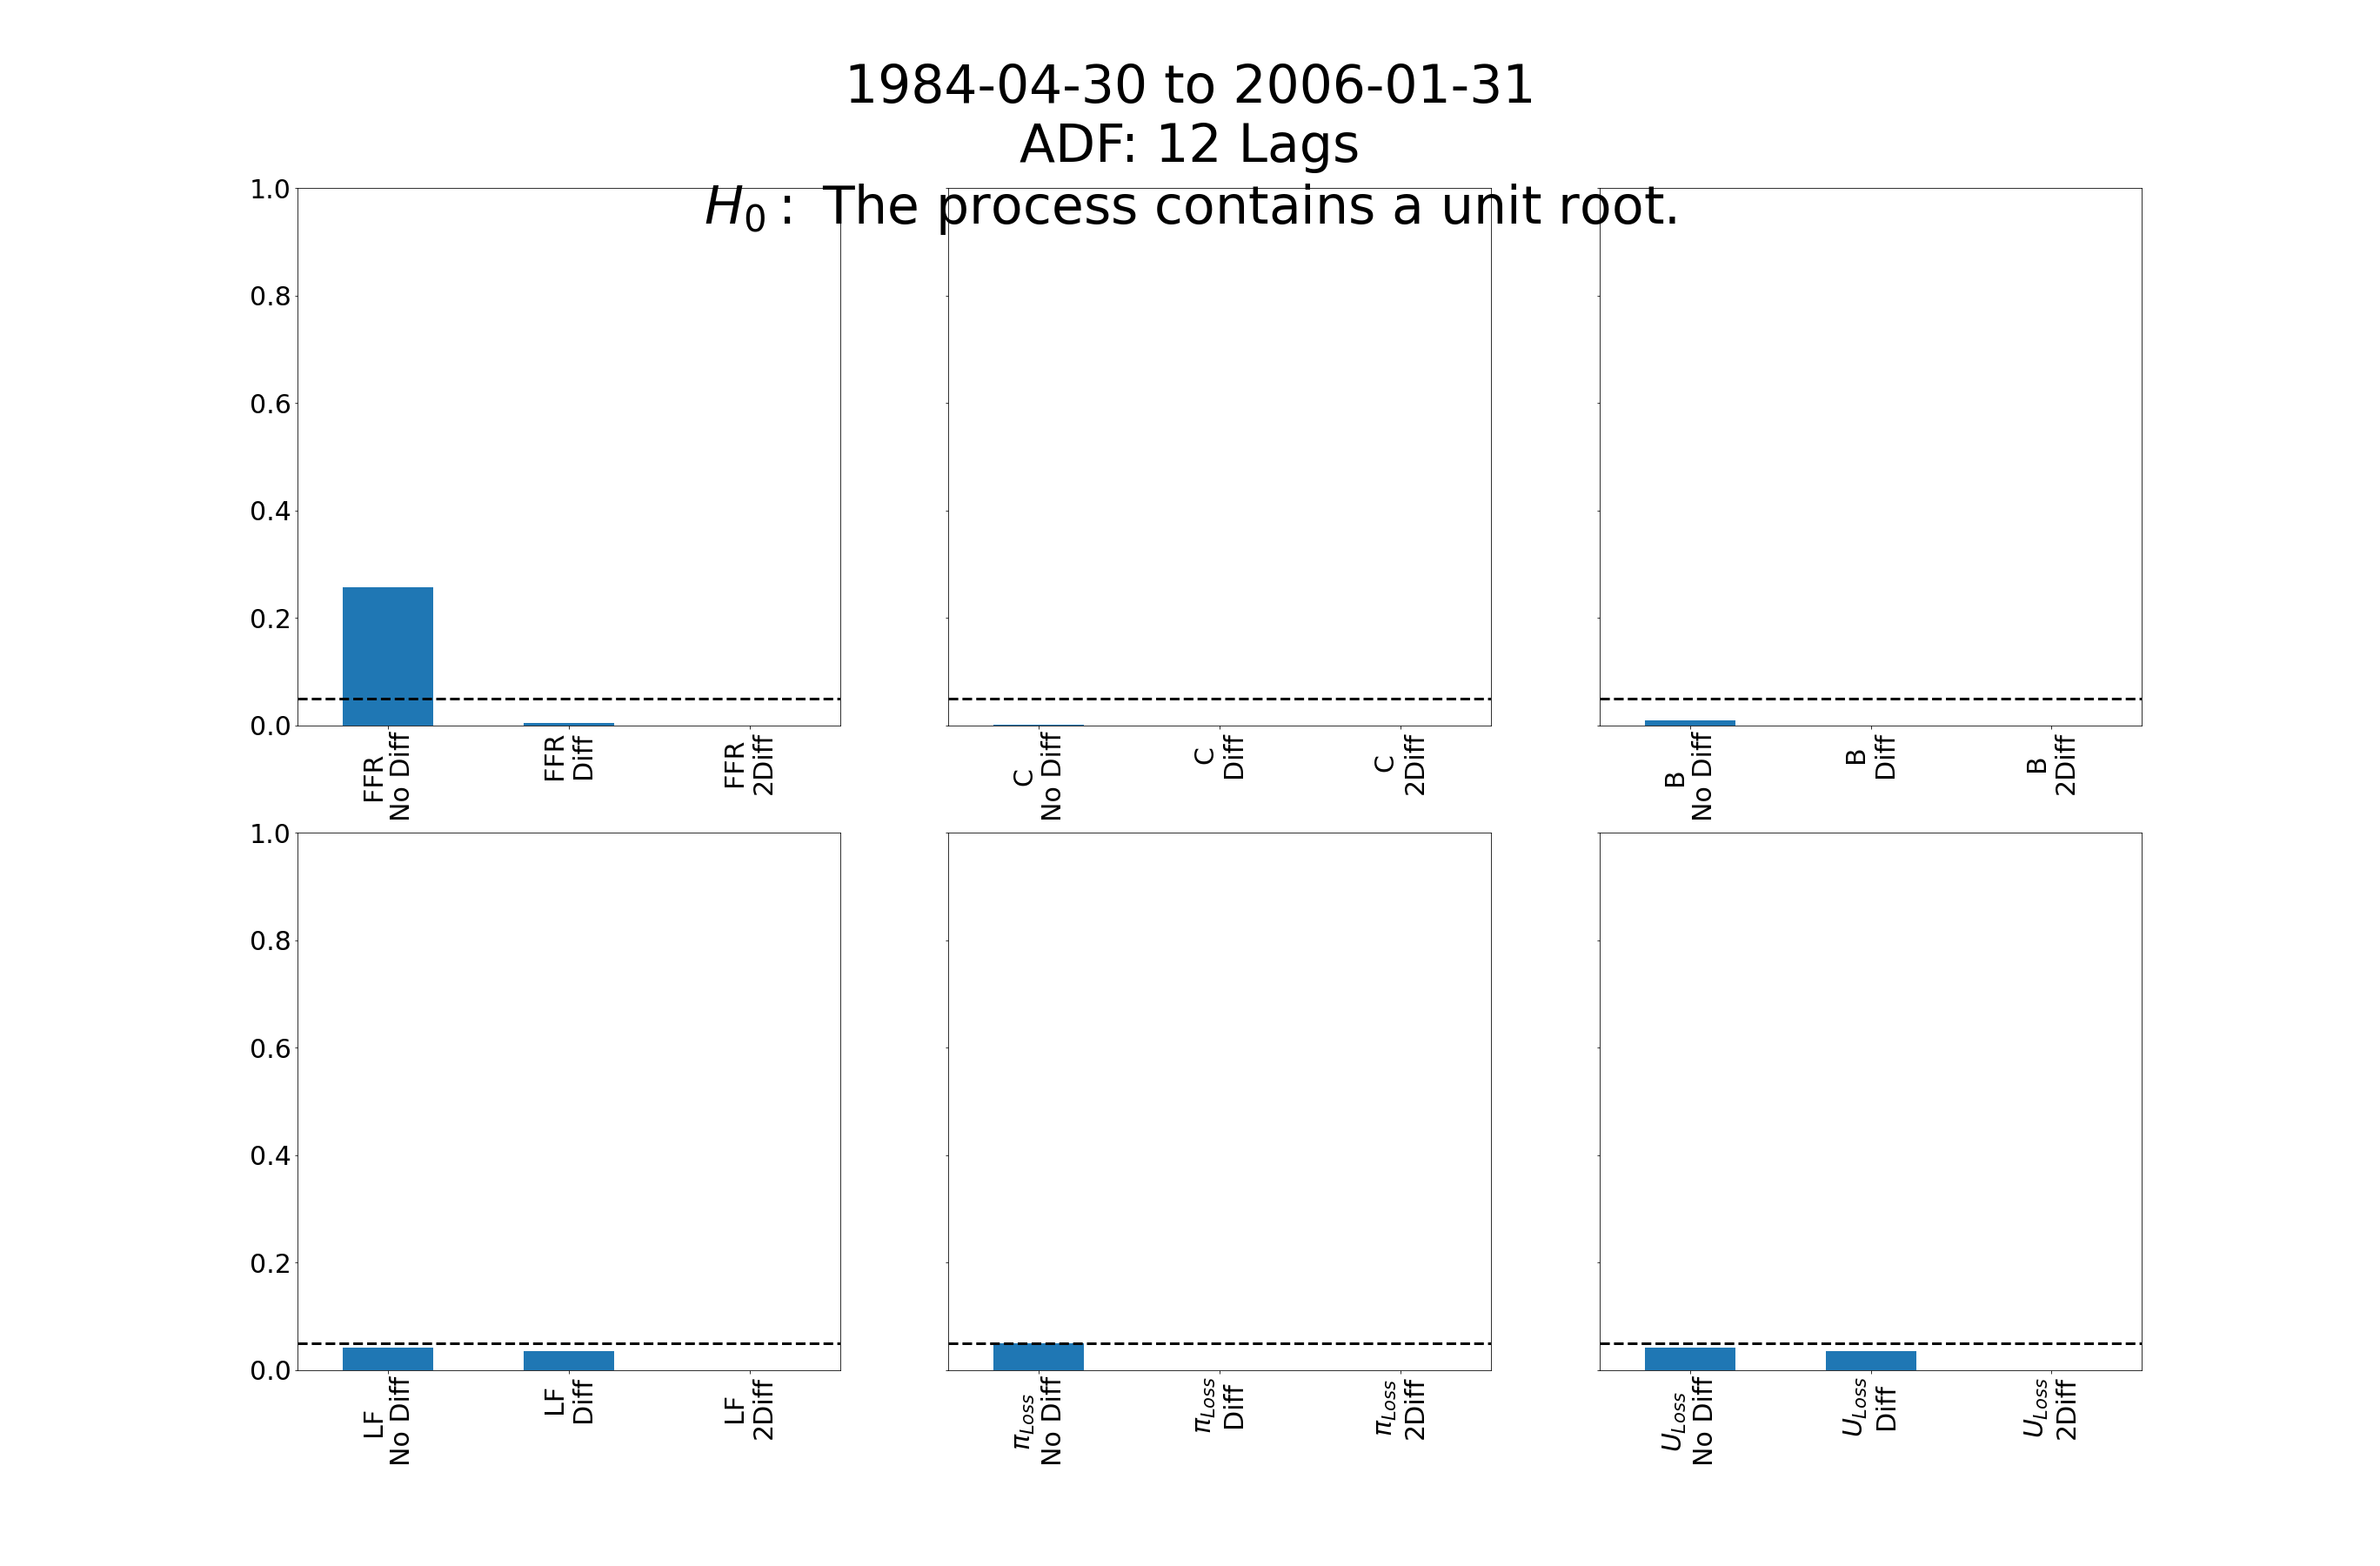 1984-04-30 to 2006-01-31
ADF: 12 Lags
H₀ : The process contains a unit root.
1.0
0.8
0.6
0.4
0.2
0.0
FFR
No Diff
FFR
Diff
FFR
2Diff
C
No Diff
C
Diff
C
2Diff
B
No Diff
B
Diff
B
2Diff
1.0
0.8
0.6
0.4
0.2
0.0
LF
No Diff
LF
Diff
LF
2Diff
π_Loss
No Diff
π_Loss
Diff
π_Loss
2Diff
U_Loss
No Diff
U_Loss
Diff
U_Loss
2Diff